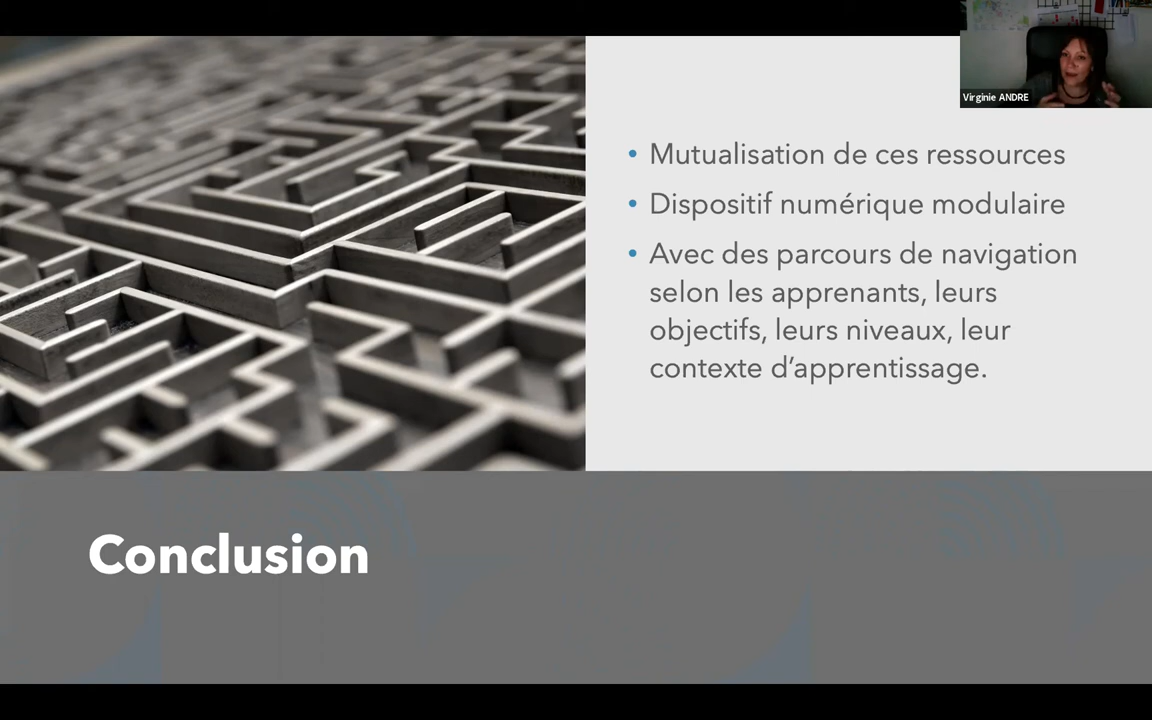 Virginie ANDRE
• Mutualisation de ces ressources
• Dispositif numérique modulaire
• Avec des parcours de navigation
selon les apprenants, leurs
objectifs, leurs niveaux, leur
contexte d’apprentissage.
Conclusion